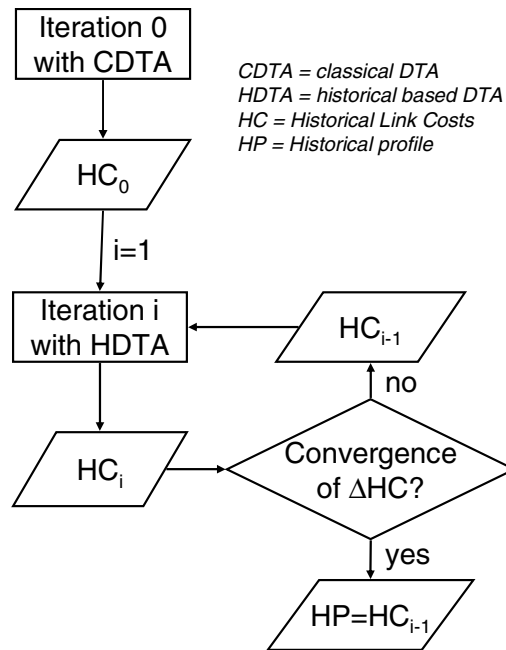 Iteration 0
with CDTA
CDTA = classical DTA
HDTA = historical based DTA
HC = Historical Link Costs
HP = Historical profile
HC₀
i=1
Iteration i
with HDTA
HCᵢ₋₁
no
HCᵢ
Convergence
of ΔHC?
yes
HP=HCᵢ₋₁